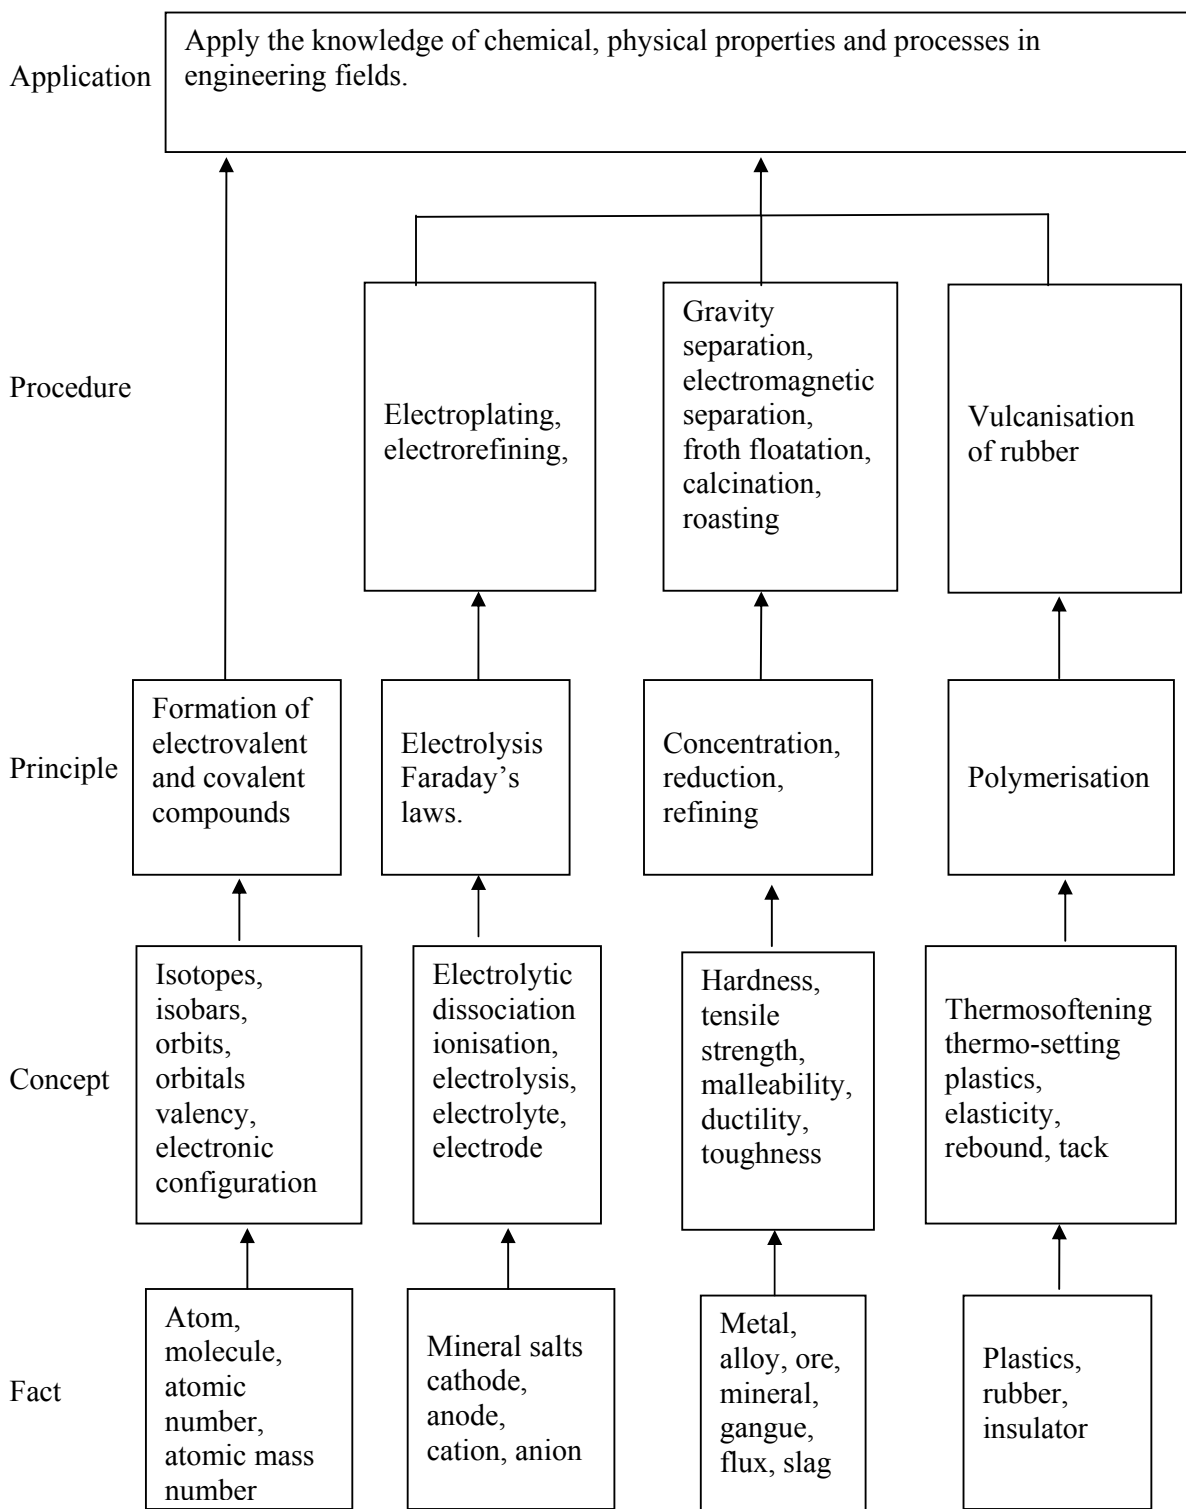 Application
Apply the knowledge of chemical, physical properties and processes in
engineering fields.
Procedure
Electroplating,
electrorefining,
Gravity
separation,
electromagnetic
separation,
froth floatation,
calcination,
roasting
Vulcanisation
of rubber
Principle
Formation of
electrovalent
and covalent
compounds
Electrolysis
Faraday’s
laws.
Concentration,
reduction,
refining
Polymerisation
Concept
Isotopes,
isobars,
orbits,
orbitals
valency,
electronic
configuration
Electrolytic
dissociation
ionisation,
electrolysis,
electrolyte,
electrode
Hardness,
tensile
strength,
malleability,
ductility,
toughness
Thermosoftening
thermo-setting
plastics,
elasticity,
rebound, tack
Fact
Atom,
molecule,
atomic
number,
atomic mass
number
Mineral salts
cathode,
anode,
cation, anion
Metal,
alloy, ore,
mineral,
gangue,
flux, slag
Plastics,
rubber,
insulator